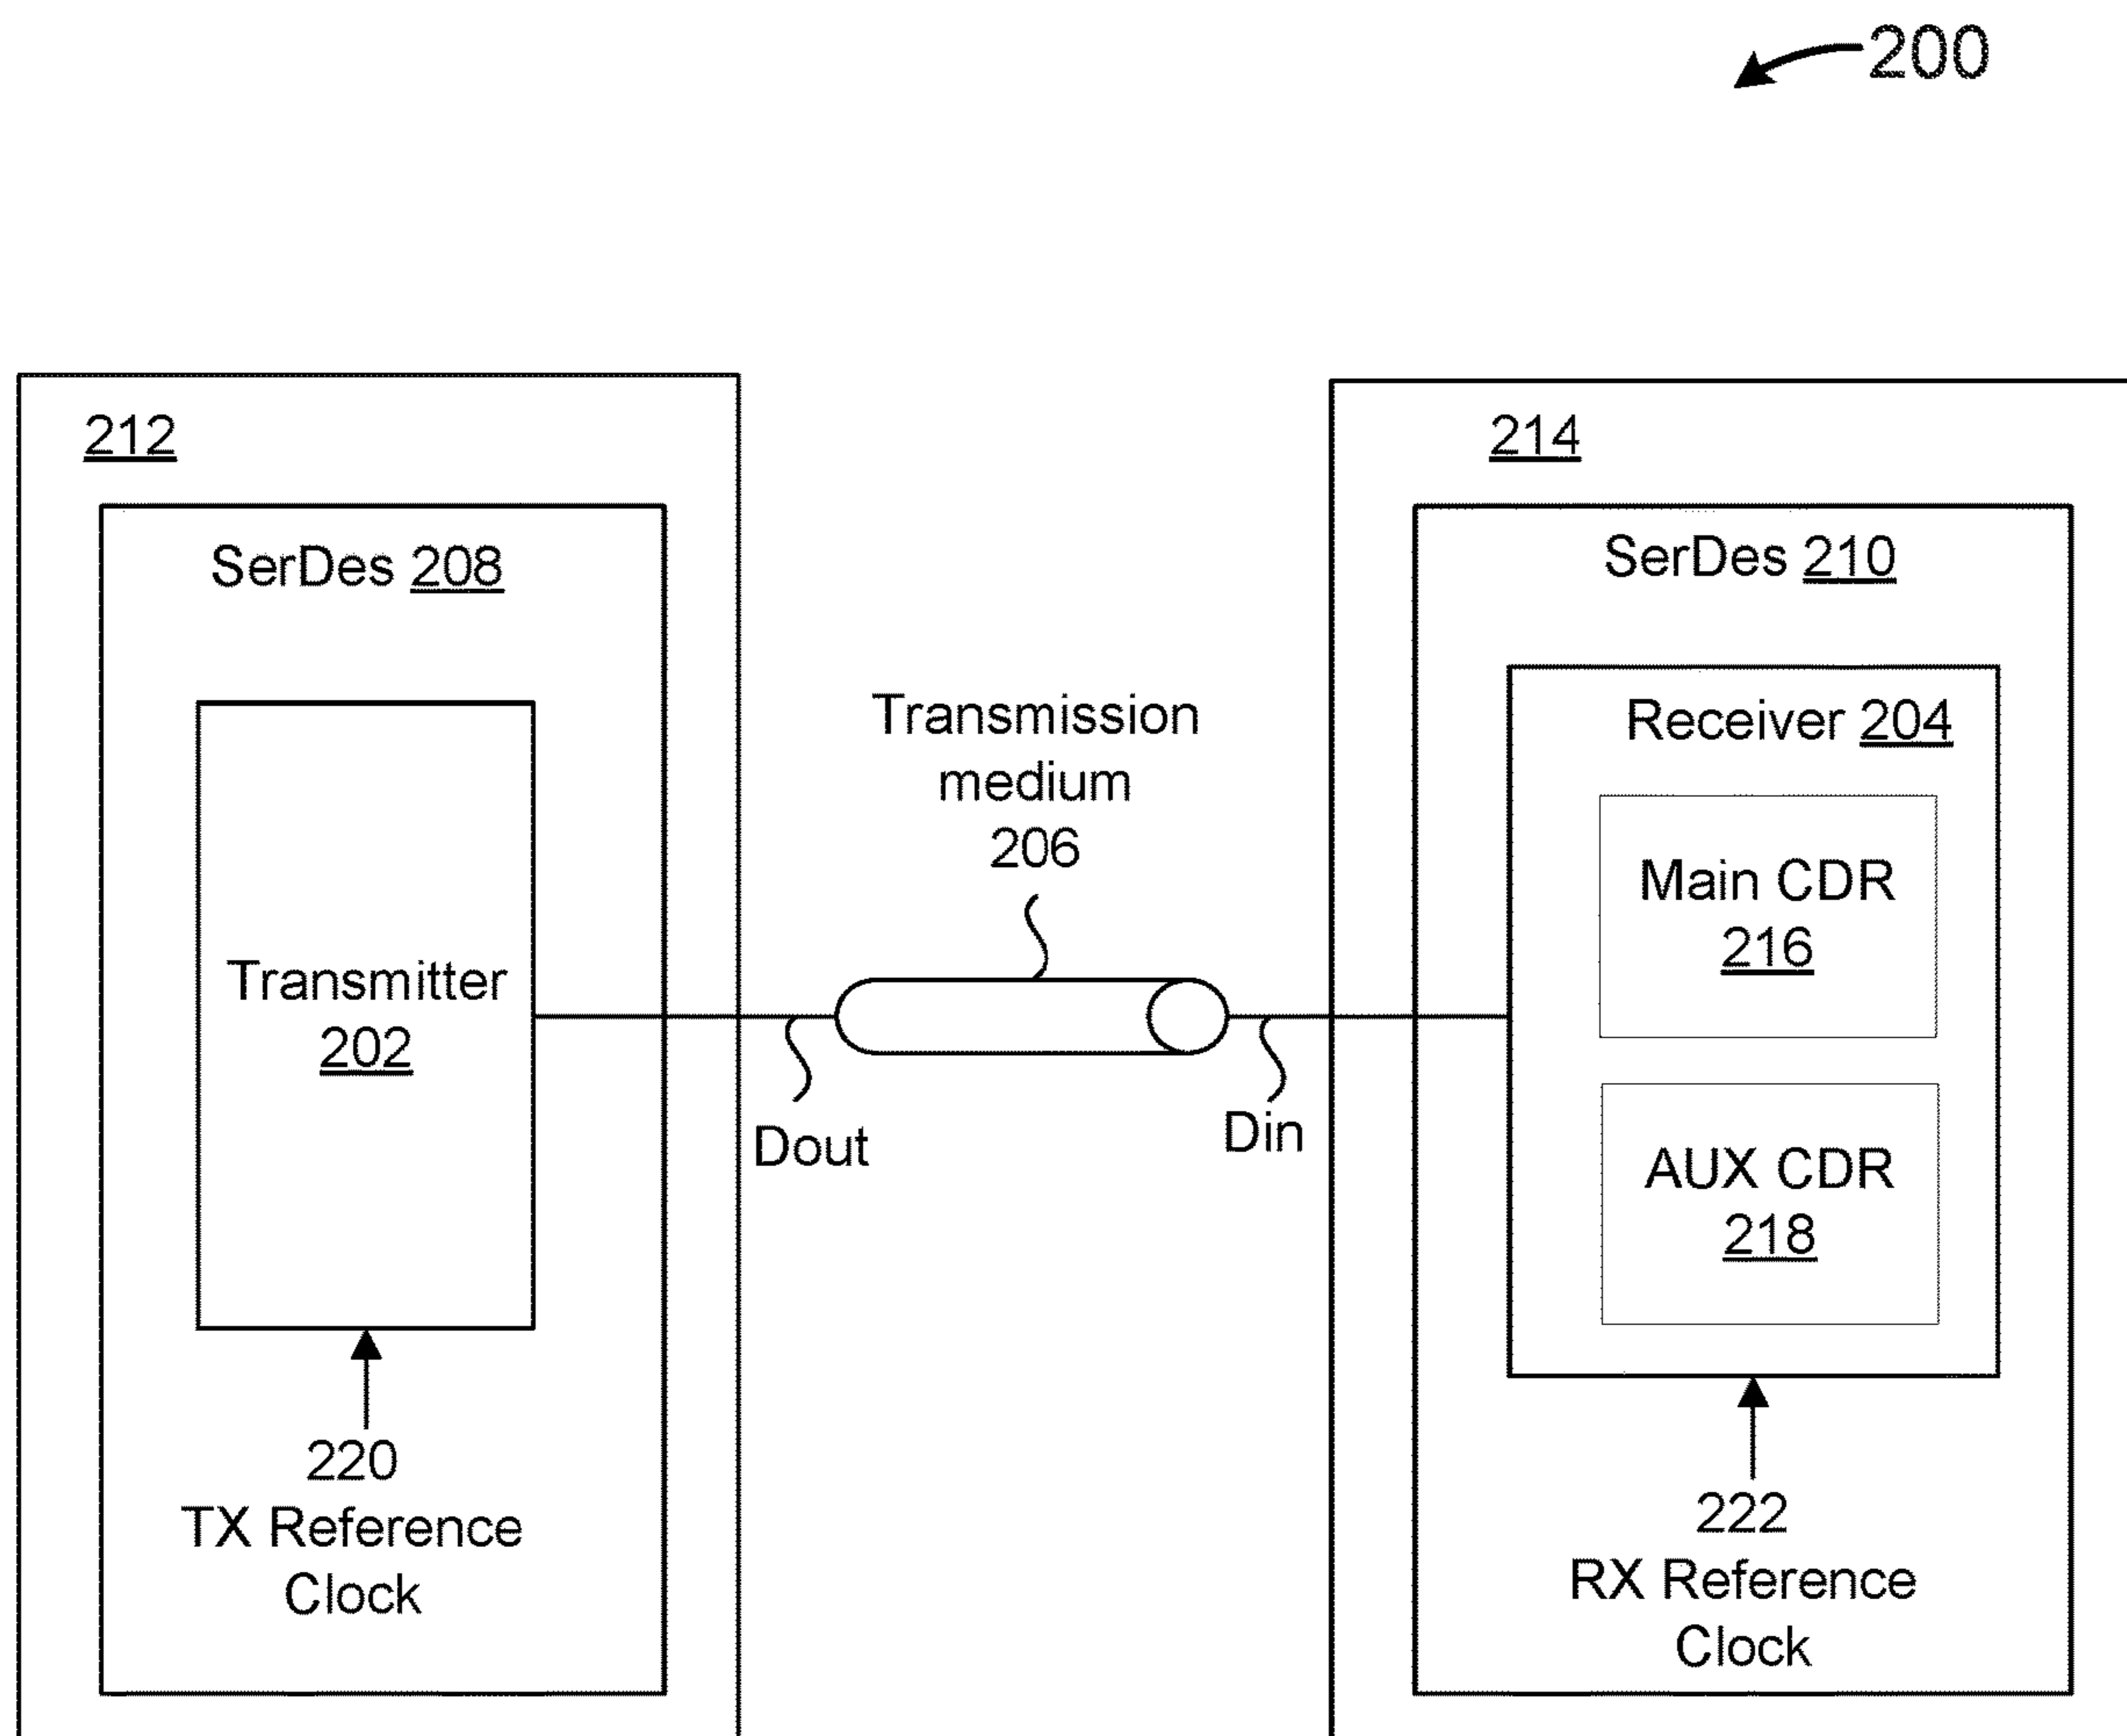 200
212
SerDes 208
Transmitter
202
220
TX Reference
Clock
Transmission
medium
206
Dout
Din
214
SerDes 210
Receiver 204
Main CDR
216
AUX CDR
218
222
RX Reference
Clock